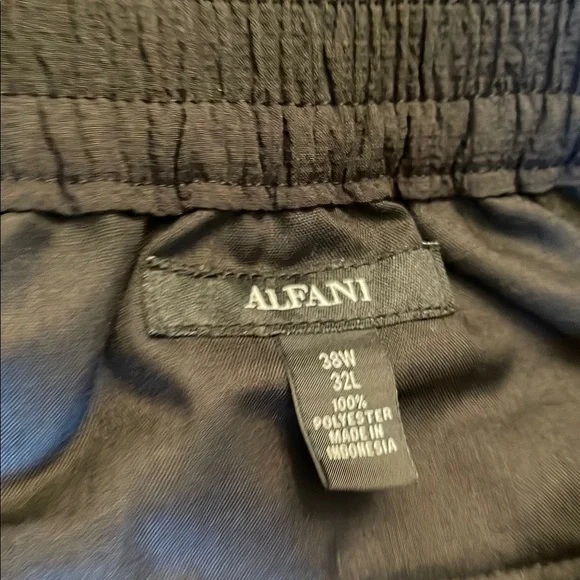 ALFANI
38W
32L
100%
POLYESTER
MADE IN
INDONESIA